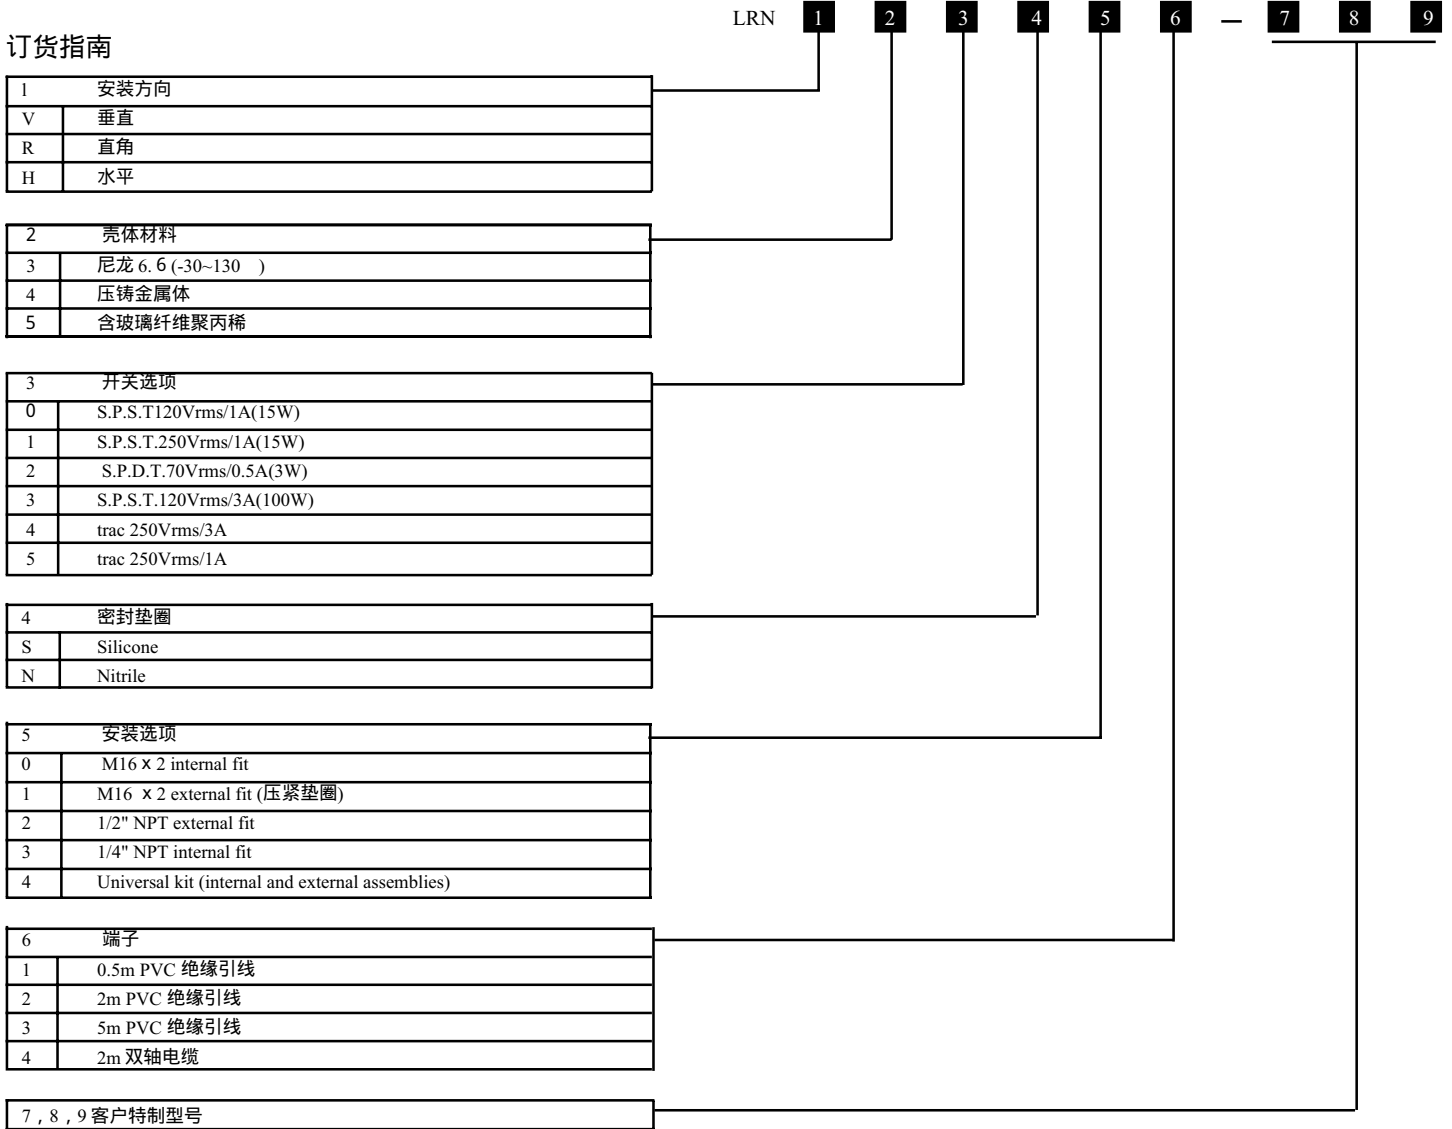 LRN 1 2 3 4 5 6 — 7 8 9
订货指南
1 安装方向
V 垂直
R 直角
H 水平
2 壳体材料
3 尼龙 6. 6 (-30~130 )
4 压铸金属体
5 含玻璃纤维聚丙稀
3 开关选项
0 S.P.S.T120Vrms/1A(15W)
1 S.P.S.T.250Vrms/1A(15W)
2 S.P.D.T.70Vrms/0.5A(3W)
3 S.P.S.T.120Vrms/3A(100W)
4 trac 250Vrms/3A
5 trac 250Vrms/1A
4 密封垫圈
S Silicone
N Nitrile
5 安装选项
0 M16 x 2 internal fit
1 M16 x 2 external fit (压紧垫圈)
2 1/2" NPT external fit
3 1/4" NPT internal fit
4 Universal kit (internal and external assemblies)
6 端子
1 0.5m PVC 绝缘引线
2 2m PVC 绝缘引线
3 5m PVC 绝缘引线
4 2m 双轴电缆
7 , 8 , 9 客户特制型号